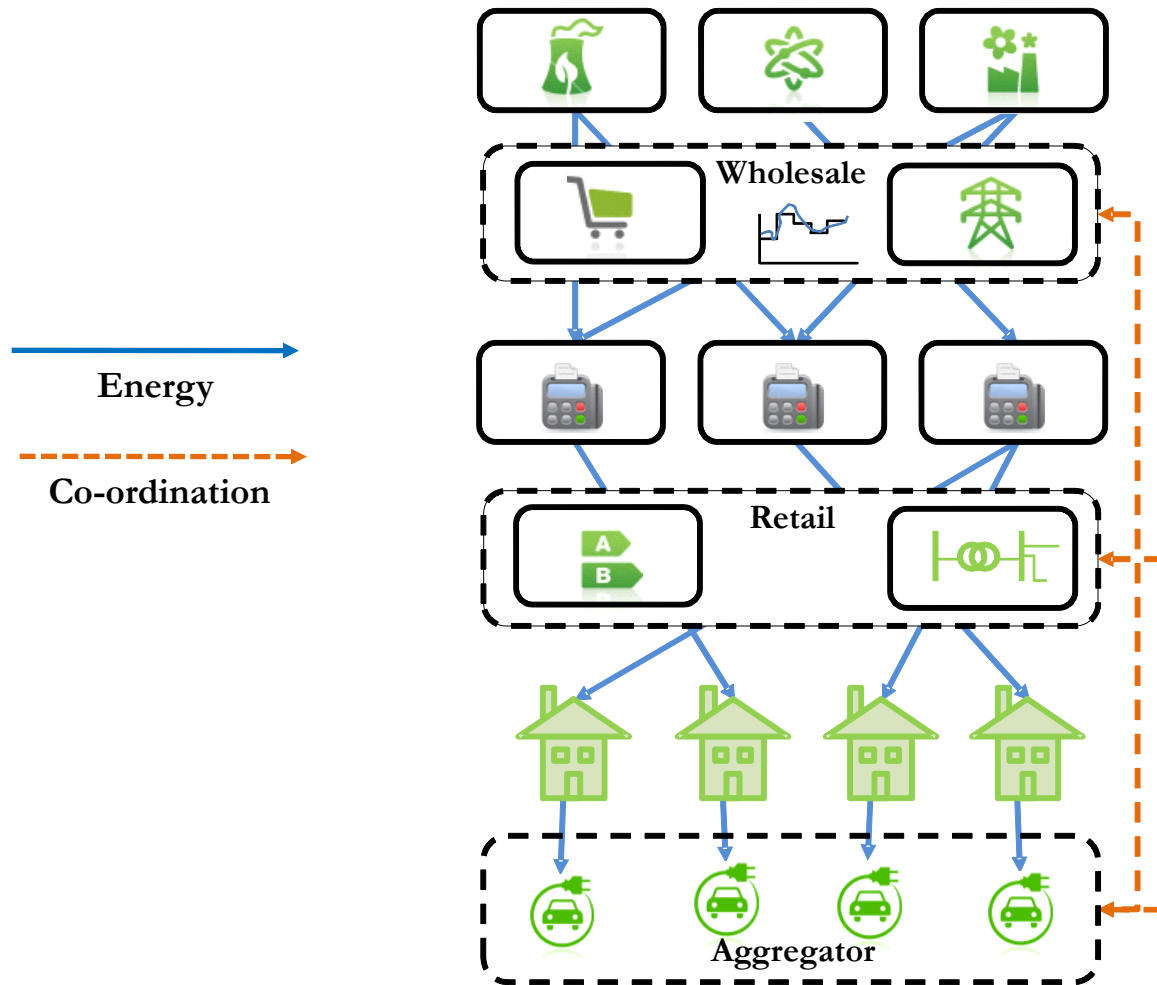 Wholesale
Energy
Co-ordination
Retail
A
B
Aggregator